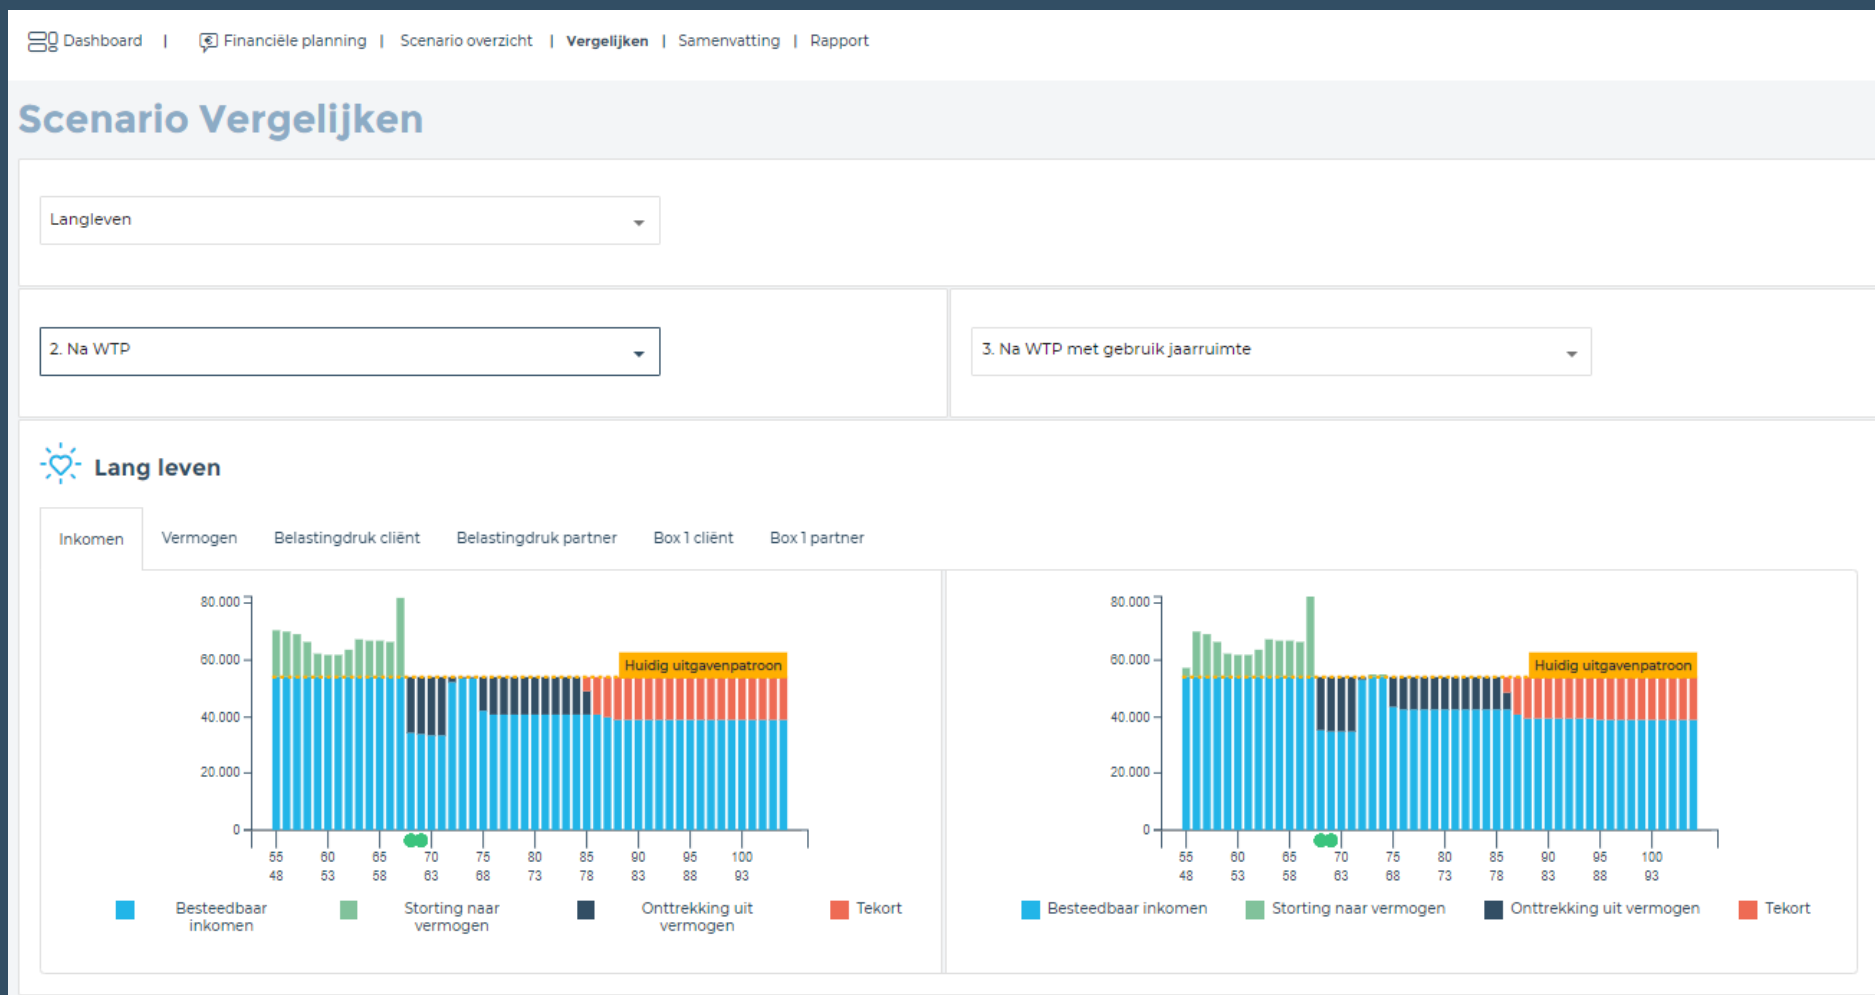 Dashboard | Financiële planning | Scenario overzicht | Vergelijken | Samenvatting | Rapport
Scenario Vergelijken
Langleven
2. Na WTP
3. Na WTP met gebruik jaarruimte
Lang leven
Inkomen Vermogen Belastingdruk cliënt Belastingdruk partner Box 1 cliënt Box 1 partner
80.000
60.000
40.000
20.000
0
Huidig uitgavenpatroon
55 60 65 70 75 80 85 90 95 100
48 53 58 63 68 73 78 83 88 93
Besteedbaar inkomen
Storting naar vermogen
Onttrekking uit vermogen
Tekort
80.000
60.000
40.000
20.000
0
Huidig uitgavenpatroon
55 60 65 70 75 80 85 90 95 100
48 53 58 63 68 73 78 83 88 93
Besteedbaar inkomen Storting naar vermogen Onttrekking uit vermogen Tekort